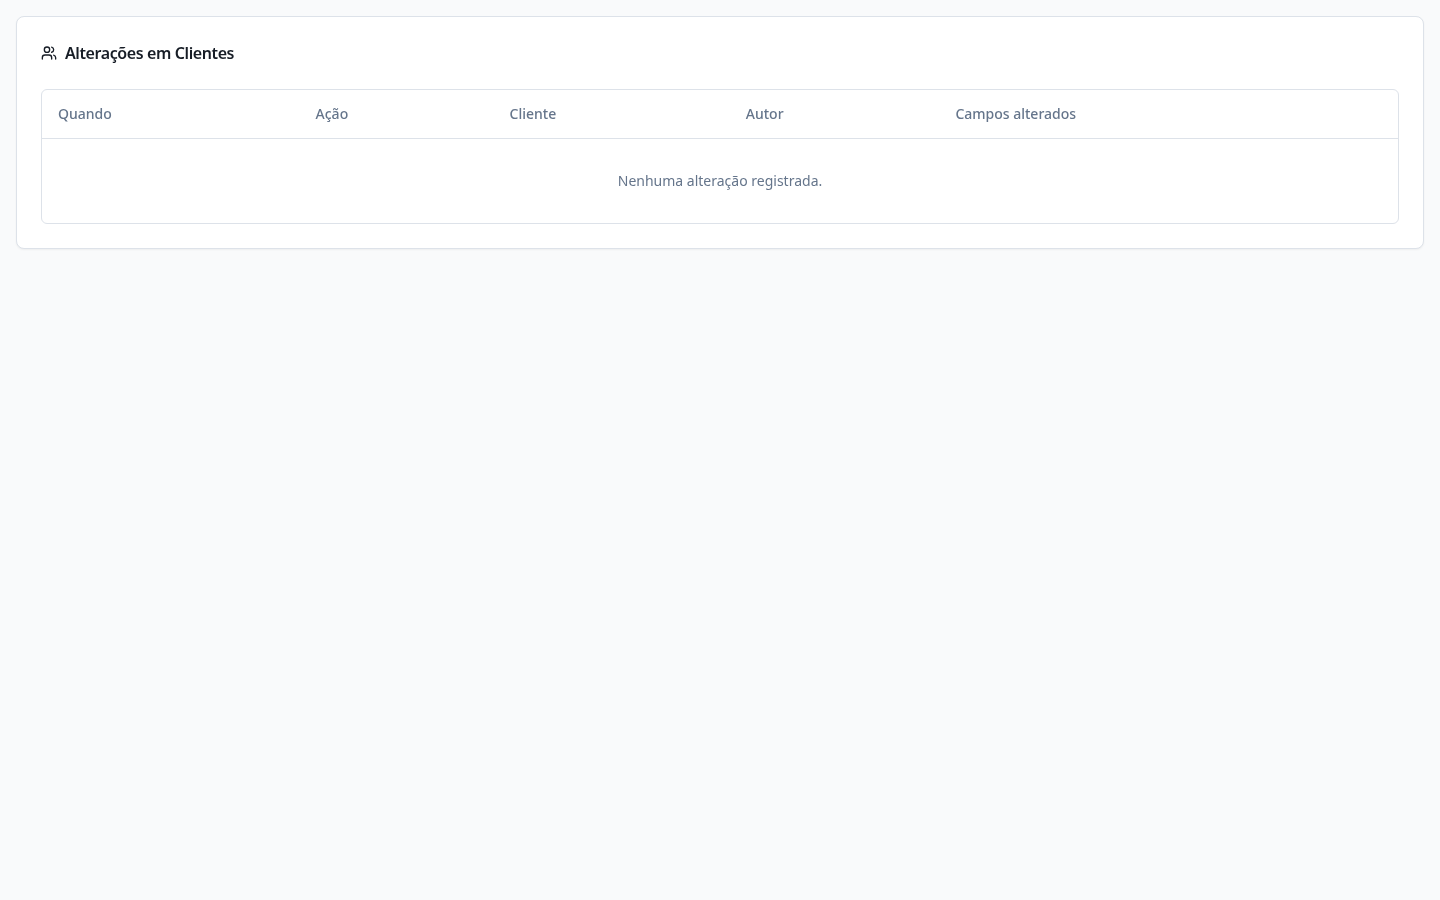 Alterações em Clientes
Quando Ação Cliente Autor Campos alterados
Nenhuma alteração registrada.